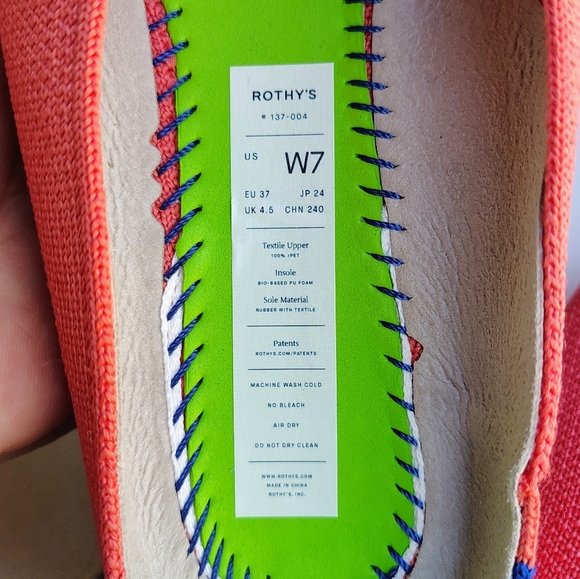 ROTHY'S
# 137-004
US W7
EU 37 JP 24
UK 4.5 CHN 240
Textile Upper
100% rPET
Insole
BIO-BASED PU FOAM
Sole Material
RUBBER WITH TEXTILE
Patents
ROTHYS.COM/PATENTS
MACHINE WASH COLD
NO BLEACH
AIR DRY
DO NOT DRY CLEAN
WWW.ROTHYS.COM
MADE IN CHINA
ROTHY'S, INC.